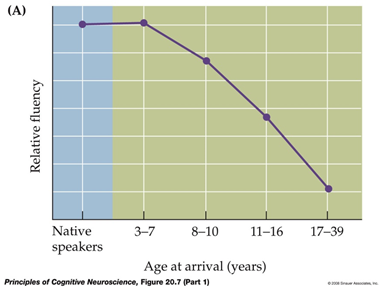 (A)
Relative fluency
Native speakers
3–7
8–10
11–16
17–39
Age at arrival (years)
Principles of Cognitive Neuroscience, Figure 20.7 (Part 1)
© 2008 Sinauer Associates, Inc.